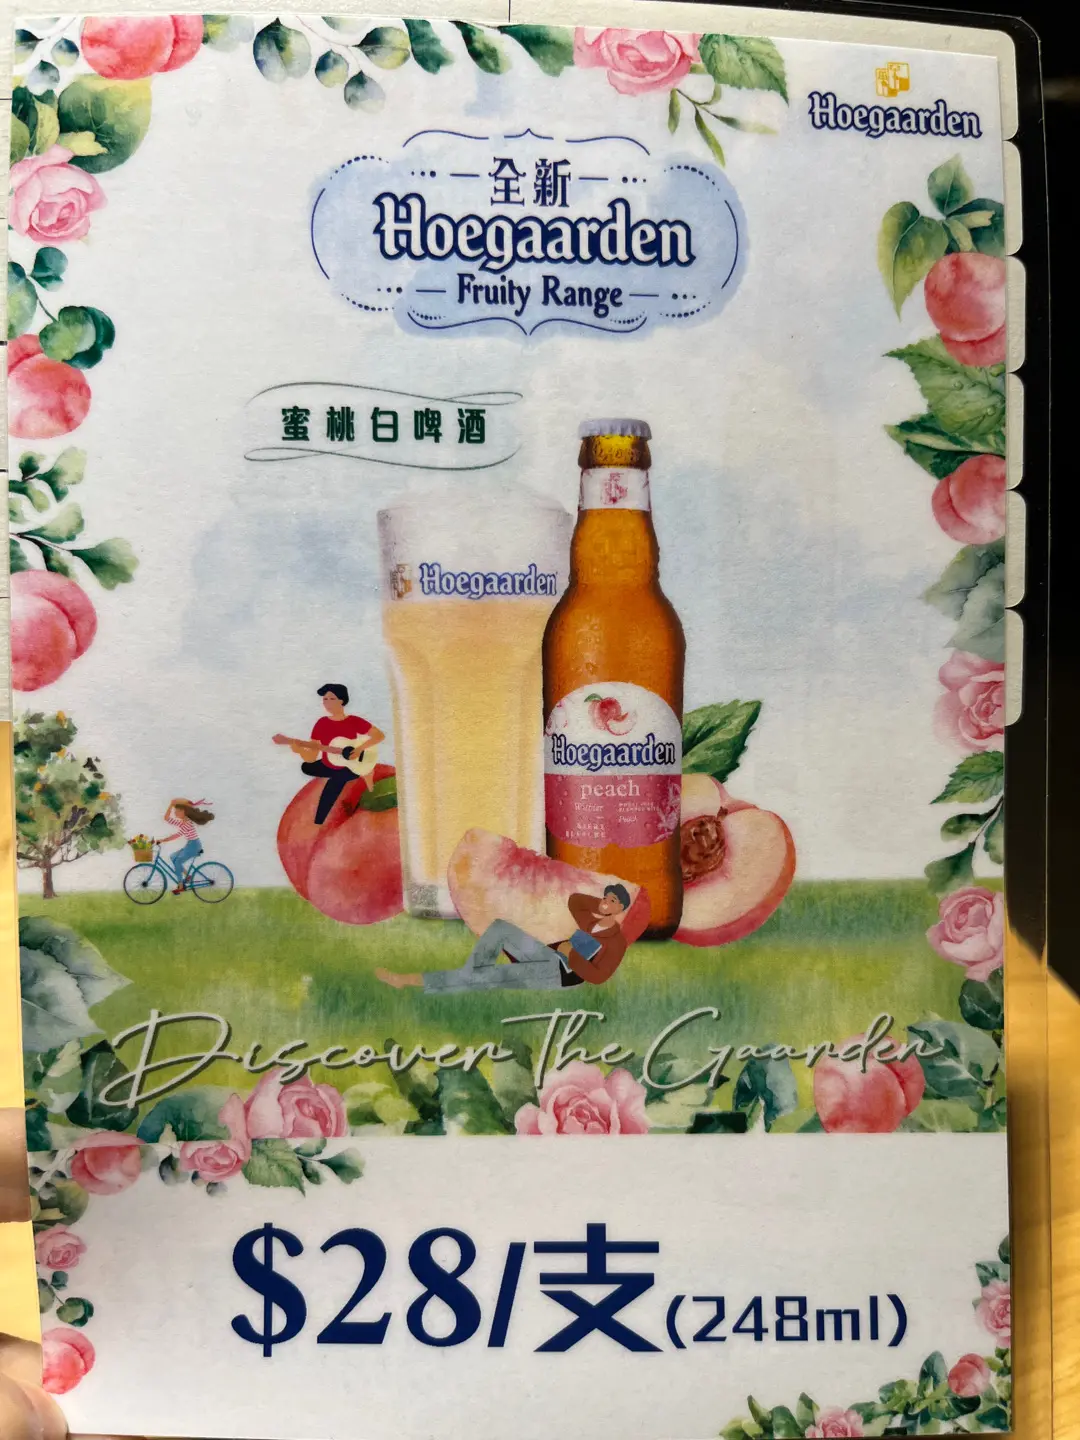 Hoegaarden
全新
Hoegaarden
Fruity Range
蜜桃白啤酒
Hoegaarden
Hoegaarden
peach
Discover The Gaarden
$28/支(248ml)